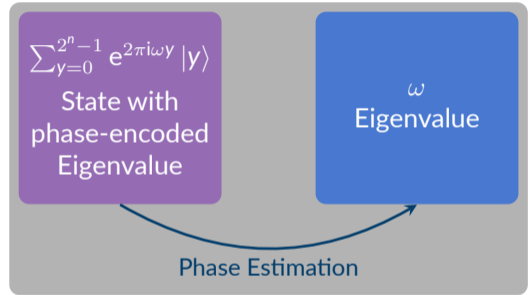 ∑_{y=0}^{2^n−1} e^{2πiωy} |y⟩
State with
phase-encoded
Eigenvalue
ω
Eigenvalue
Phase Estimation